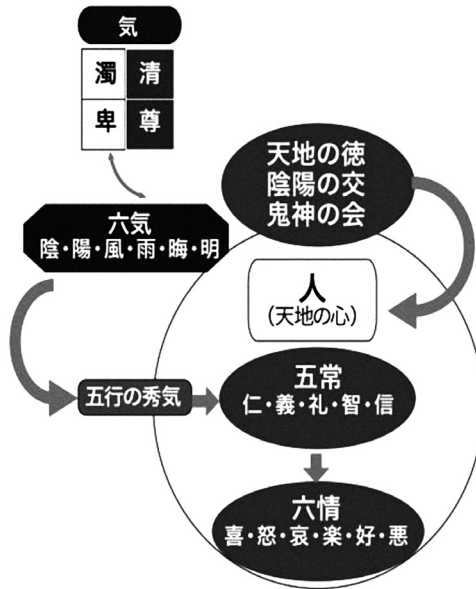 気
濁 清
卑 尊
天地の徳
陰陽の交
鬼神の会
六気
陰・陽・風・雨・晦・明
人
(天地の心)
五行の秀気
五常
仁・義・礼・智・信
六情
喜・怒・哀・楽・好・悪